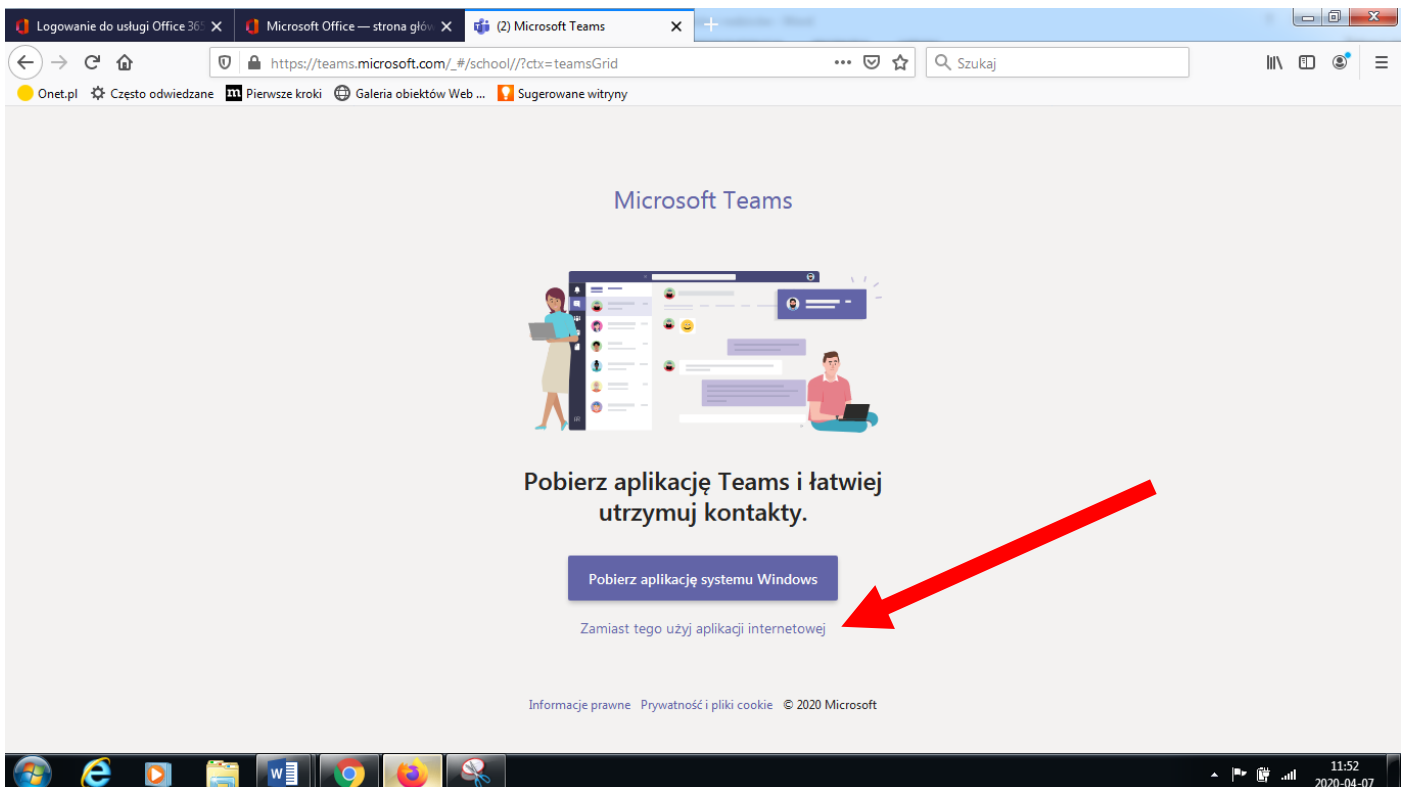 Logowanie do usługi Office 365
Microsoft Office — strona głów
(2) Microsoft Teams
https://teams.microsoft.com/_#/school//?ctx=teamsGrid
Szukaj
Onet.pl Często odwiedzane Pierwsze kroki Galeria obiektów Web ... Sugerowane witryny
Microsoft Teams
Pobierz aplikację Teams i łatwiej
utrzymuj kontakty.
Pobierz aplikację systemu Windows
Zamiast tego użyj aplikacji internetowej
Informacje prawne Prywatność i pliki cookie © 2020 Microsoft
11:52
2020-04-07